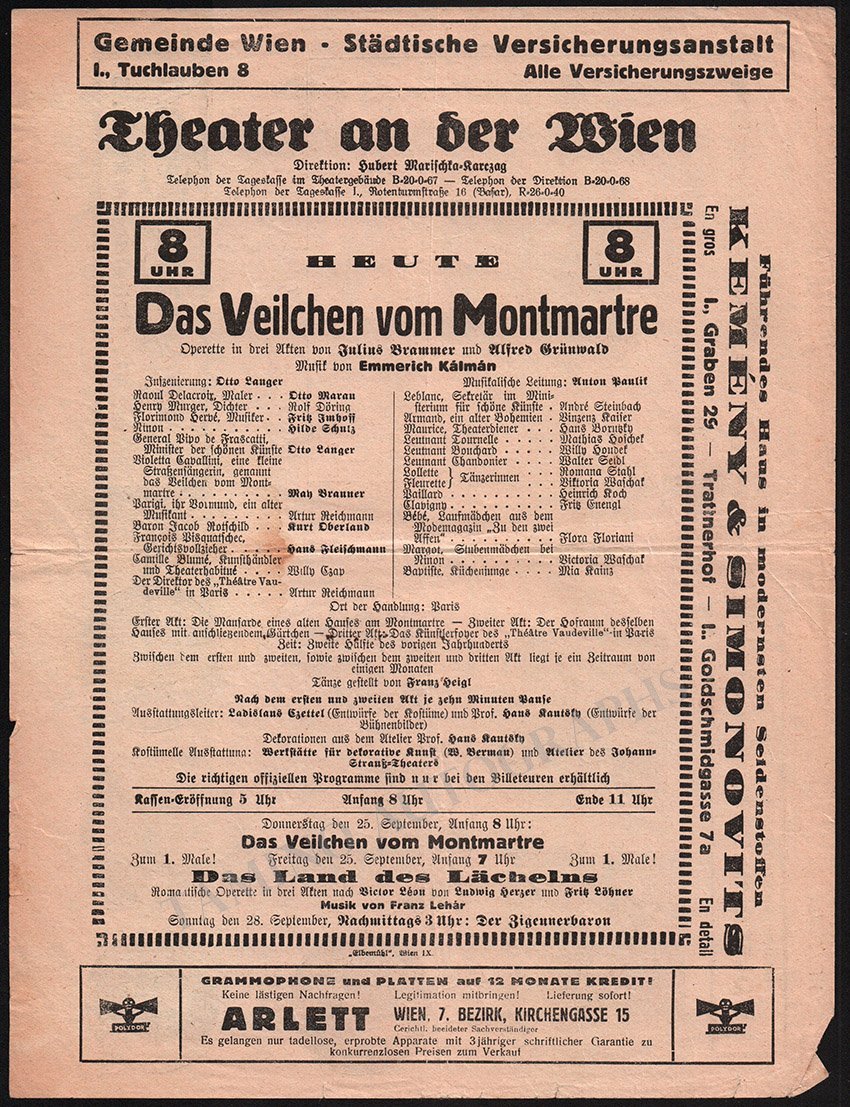 Gemeinde Wien - Städtische Versicherungsanstalt
I., Tuchlauben 8 Alle Versicherungszweige
Theater an der Wien
Direktion: Hubert Marischka-Karczag
Telephon der Tageskasse im Theatergebäude B-20-0-67 — Telephon der Direktion B-20-0-68
Telephon der Tageskasse I., Rotenturmstraße 16 (Basar), R-26-0-40
8 UHR HEUTE 8 UHR
Das Veilchen vom Montmartre
Operette in drei Akten von Julius Brammer und Alfred Grünwald
Musik von Emmerich Kálmán
Inszenierung: Otto Langer
Raoul Delacroix, Maler - - Otto Maran
Henry Murger, Dichter - - Rolf Döring
Florimond Hervé, Musiker - Fritz Imhoff
Ninon - - - - - - - - Hilde Schulz
General Pipo de Frascatti,
Minister der schönen Künste Otto Langer
Violetta Cavallini, eine kleine
Straßensängerin, genannt
das Veilchen vom Mont-
martre - - - - - - - May Branner
Parigi, ihr Vormund, ein alter
Musikant - - - - - - Artur Reichmann
Baron Jacob Rotschild - - Kurt Oberland
François Pisquatschec,
Gerichtsvollzieher - - - - Hans Fleischmann
Camille Blumé, Kunsthändler
und Theaterhabitué - - - Willy Czap
Der Direktor des „Théâtre Vau-
deville" in Paris - - - Artur Reichmann
Musikalische Leitung: Anton Paulik
Leblanc, Sekretär im Mini-
sterium für schöne Künste - André Steinbach
Armand, ein alter Bohemien - Vinzenz Kaiser
Maurice, Theaterdiener - - - Hans Borutzky
Leutnant Tournelle - - - - Mathias Hoschek
Leutnant Bouchard - - - - Willy Houdek
Leutnant Chandonier - - - - Walter Seidl
Lollette } Tänzerinnen - - - Romana Stahl
Fleurette } Viktoria Waschak
Paillard - - - - - - - - Heinrich Koch
Clavigny - - - - - - - - Fritz Enengl
Bébé, Laufmädchen aus dem
Modemagazin „Zu den zwei
Affen" - - - - - - - - Flora Floriani
Margot, Stubenmädchen bei
Ninon - - - - - - - - Victoria Waschak
Baptiste, Küchenjunge - - - Mia Kainz
Ort der Handlung: Paris
Erster Akt: Die Mansarde eines alten Hauses am Montmartre — Zweiter Akt: Der Hofraum desselben
Hauses mit anschließendem Gärtchen — Dritter Akt: Das Künstlerfoyer des „Théâtre Vaudeville"-in Paris
Zeit: Zweite Hälfte des vorigen Jahrhunderts
Zwischen dem ersten und zweiten, sowie zwischen dem zweiten und dritten Akt liegt je ein Zeitraum von
einigen Monaten
Tänze gestellt von Franz Heigl
Nach dem ersten und zweiten Akt je zehn Minuten Pause
Ausstattungsleiter: Ladislaus Czettel (Entwürfe der Kostüme) und Prof. Hans Kautsky (Entwürfe der
Bühnenbilder)
Dekorationen aus dem Atelier Prof. Hans Kautsky
Kostümelle Ausstattung: Werkstätte für dekorative Kunst (W. Berman) und Atelier des Johann-
Strauß-Theaters
Die richtigen offiziellen Programme sind nur bei den Billeteuren erhältlich
Kassen-Eröffnung 5 Uhr Anfang 8 Uhr Ende 11 Uhr
Donnerstag den 25. September, Anfang 8 Uhr:
Das Veilchen vom Montmartre
Zum 1. Male! Freitag den 25. September, Anfang 7 Uhr Zum 1. Male!
Das Land des Lächelns
Romantische Operette in drei Akten nach Victor Léon von Ludwig Herzer und Fritz Löhner
Musik von Franz Lehár
Sonntag den 28. September, Nachmittags 3 Uhr: Der Zigeunerbaron
„Elbemühl", Wien IX.
Führendes Haus in modernsten Seidenstoffen
KEMÉNY & SIMONOVITS
En gros I., Graben 29 — Trattnerhof — I., Goldschmidgasse 7a En detail
GRAMMOPHONE und PLATTEN auf 12 MONATE KREDIT!
Keine lästigen Nachfragen! Legitimation mitbringen! Lieferung sofort!
ARLETT WIEN, 7. BEZIRK, KIRCHENGASSE 15
Gerichtl. beeideter Sachverständiger
Es gelangen nur tadellose, erprobte Apparate mit 3 jähriger schriftlicher Garantie zu
konkurrenzlosen Preisen zum Verkauf
POLYDOR
POLYDOR
TAMINO AUTOGRAPHS